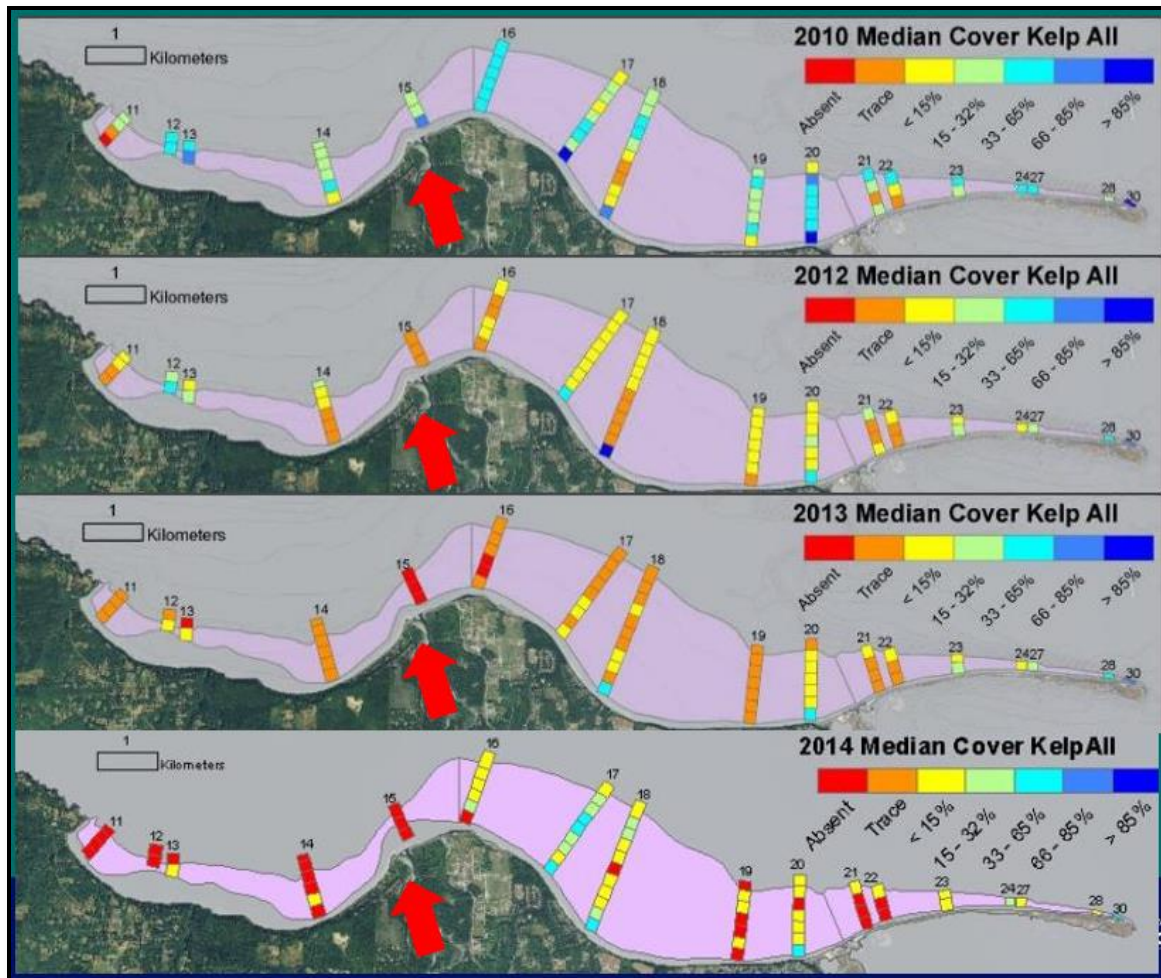 1
Kilometers
2010 Median Cover Kelp All
Absent
Trace
< 15%
15 - 32%
33 - 65%
66 - 85%
> 85%
11
12
13
14
15
16
17
18
19
20
21
22
23
24 27
28
30
1
Kilometers
2012 Median Cover Kelp All
Absent
Trace
< 15%
15 - 32%
33 - 65%
66 - 85%
> 85%
11
12
13
14
15
16
17
18
19
20
21
22
23
24 27
28
30
1
Kilometers
2013 Median Cover Kelp All
Absent
Trace
< 15%
15 - 32%
33 - 65%
66 - 85%
> 85%
11
12
13
14
15
16
17
18
19
20
21
22
23
24 27
28
30
1
Kilometers
2014 Median Cover Kelp All
Absent
Trace
< 15%
15 - 32%
33 - 65%
66 - 85%
> 85%
11
12
13
14
15
16
17
18
19
20
21
22
23
24 27
28
30